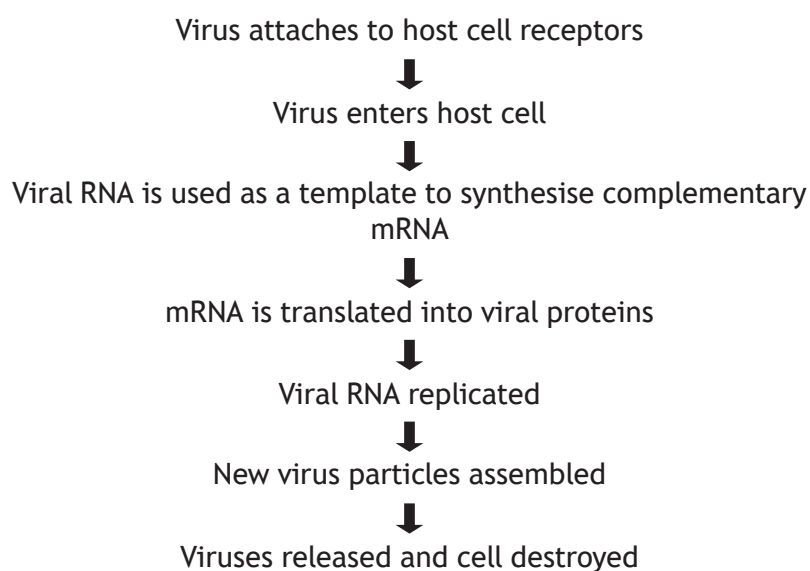 Virus attaches to host cell receptors
Virus enters host cell
Viral RNA is used as a template to synthesise complementary
mRNA
mRNA is translated into viral proteins
Viral RNA replicated
New virus particles assembled
Viruses released and cell destroyed